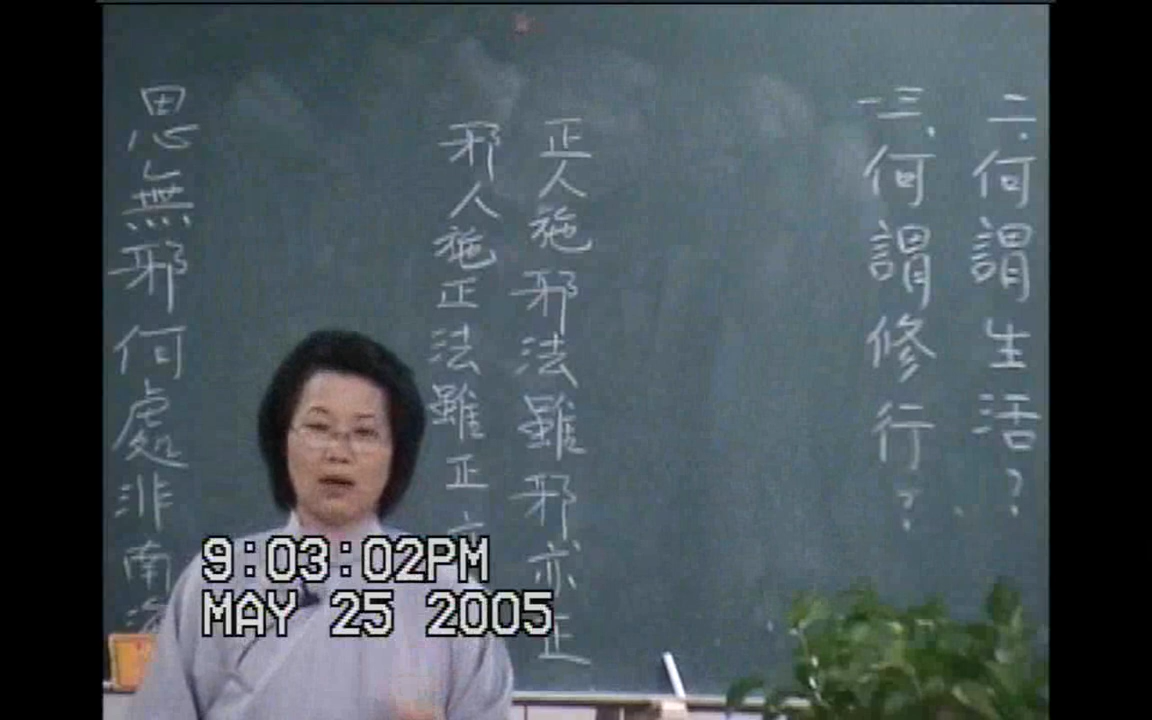 二.何謂生活?
三.何謂修行?
正人施邪法雖邪亦正
邪人施正法雖正
思無邪何處非南
9:03:02PM
MAY 25 2005